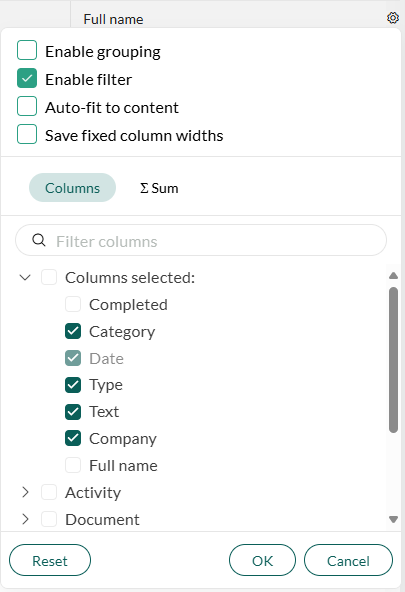 Full name
Enable grouping
Enable filter
Auto-fit to content
Save fixed column widths
Columns
Σ Sum
Filter columns
Columns selected:
Completed
Category
Date
Type
Text
Company
Full name
Activity
Document
Reset
OK
Cancel